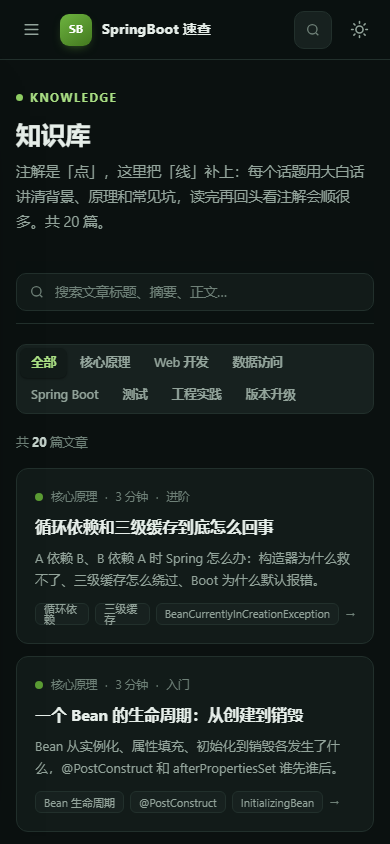 SB SpringBoot 速查
KNOWLEDGE
知识库
注解是「点」，这里把「线」补上：每个话题用大白话
讲清背景、原理和常见坑，读完再回头看注解会顺很
多。共 20 篇。
搜索文章标题、摘要、正文...
全部 核心原理 Web 开发 数据访问
Spring Boot 测试 工程实践 版本升级
共 20 篇文章
核心原理 · 3 分钟 · 进阶
循环依赖和三级缓存到底怎么回事
A 依赖 B、B 依赖 A 时 Spring 怎么办：构造器为什么救
不了、三级缓存怎么绕过、Boot 为什么默认报错。
循环依
赖
三级缓
存
BeanCurrentlyInCreationException →
核心原理 · 3 分钟 · 入门
一个 Bean 的生命周期：从创建到销毁
Bean 从实例化、属性填充、初始化到销毁各发生了什
么，@PostConstruct 和 afterPropertiesSet 谁先谁后。
Bean 生命周期 @PostConstruct InitializingBean →